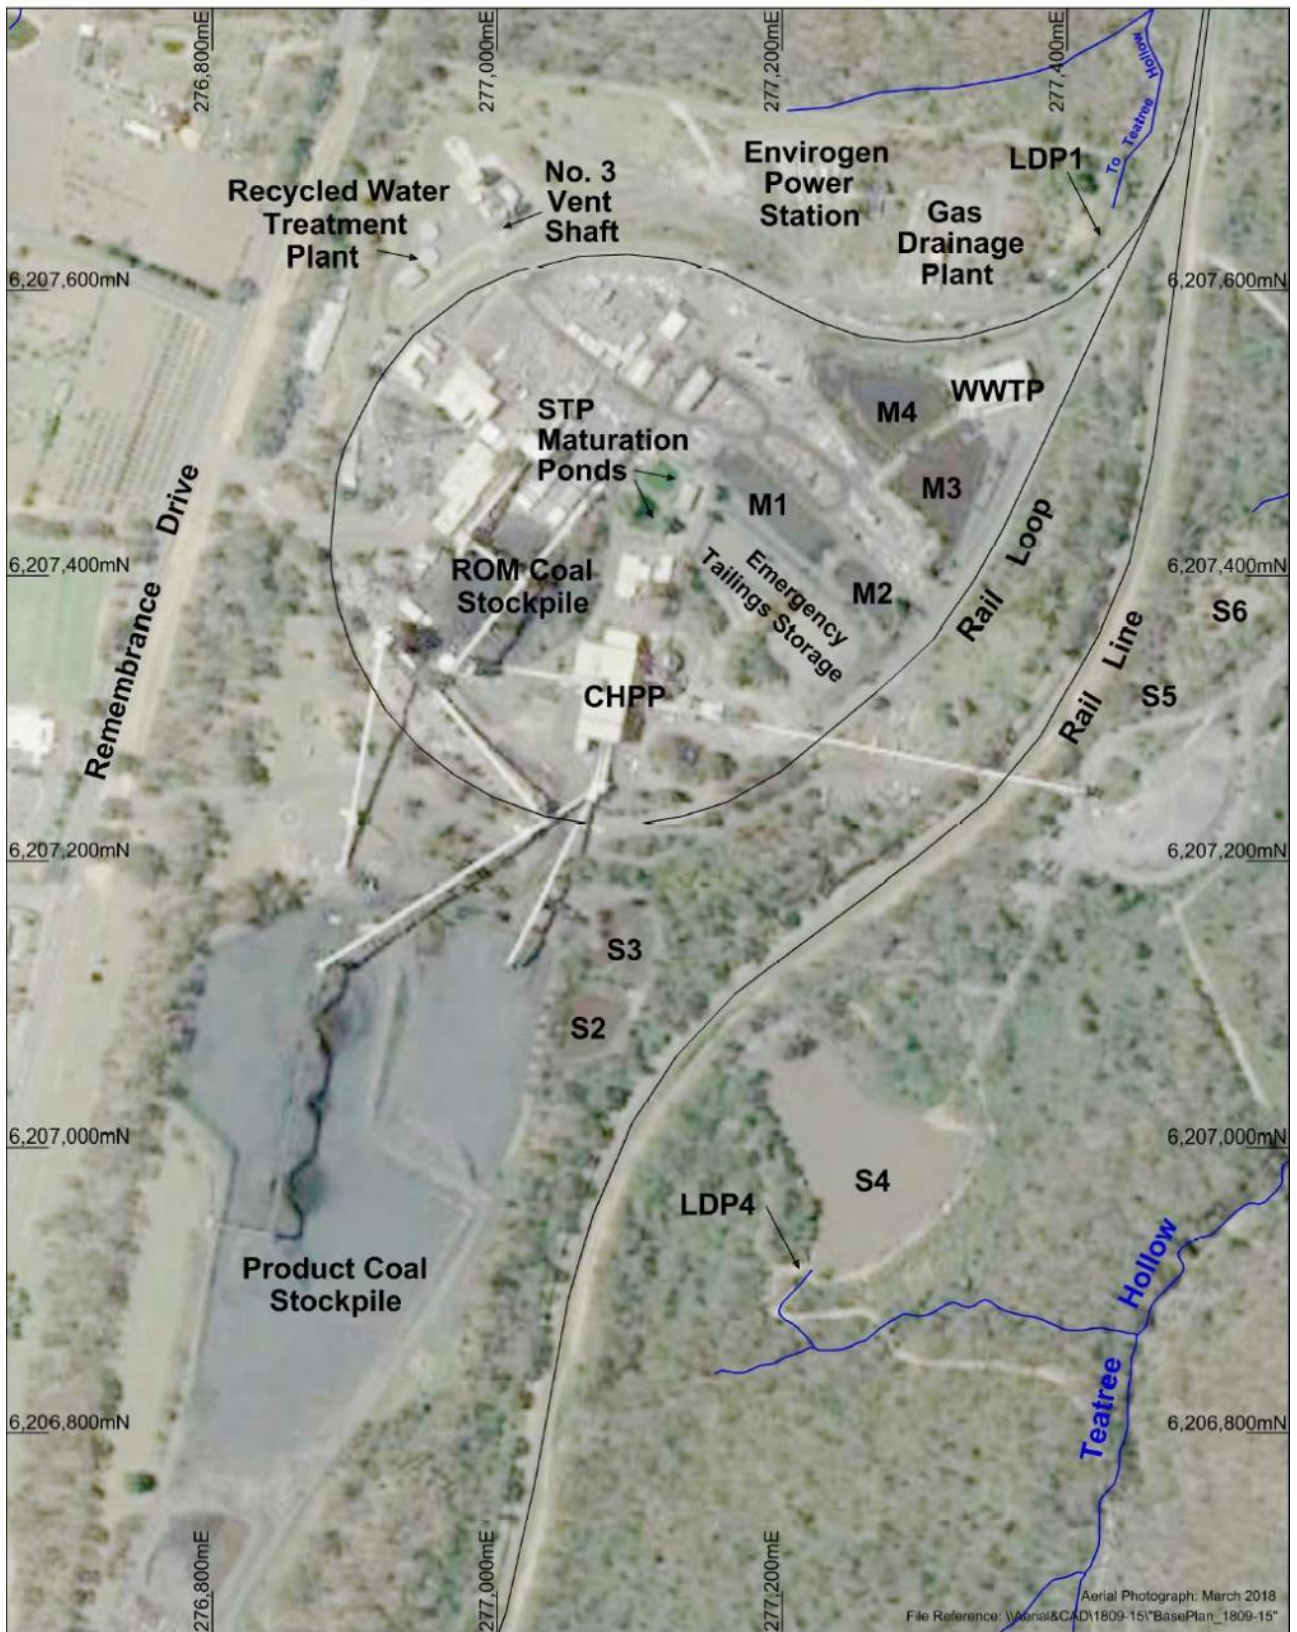 276,800mE
277,000mE
277,200mE
277,400mE
To Teatree Hollow
Envirogen
Power
Station
LDP1
No. 3
Vent
Shaft
Recycled Water
Treatment
Plant
Gas
Drainage
Plant
6,207,600mN
6,207,600mN
WWTP
M4
STP
Maturation
Ponds
M3
M1
Remembrance Drive
Rail Loop
6,207,400mN
6,207,400mN
ROM Coal
Stockpile
Emergency
Tailings Storage
M2
S6
Rail Line
S5
CHPP
6,207,200mN
6,207,200mN
S3
S2
6,207,000mN
6,207,000mN
S4
LDP4
Product Coal
Stockpile
Teatree Hollow
6,206,800mN
6,206,800mN
276,800mE
277,000mE
277,200mE
Aerial Photograph: March 2018
File Reference: \\Aerial&CAD\1809-15\"BasePlan_1809-15"